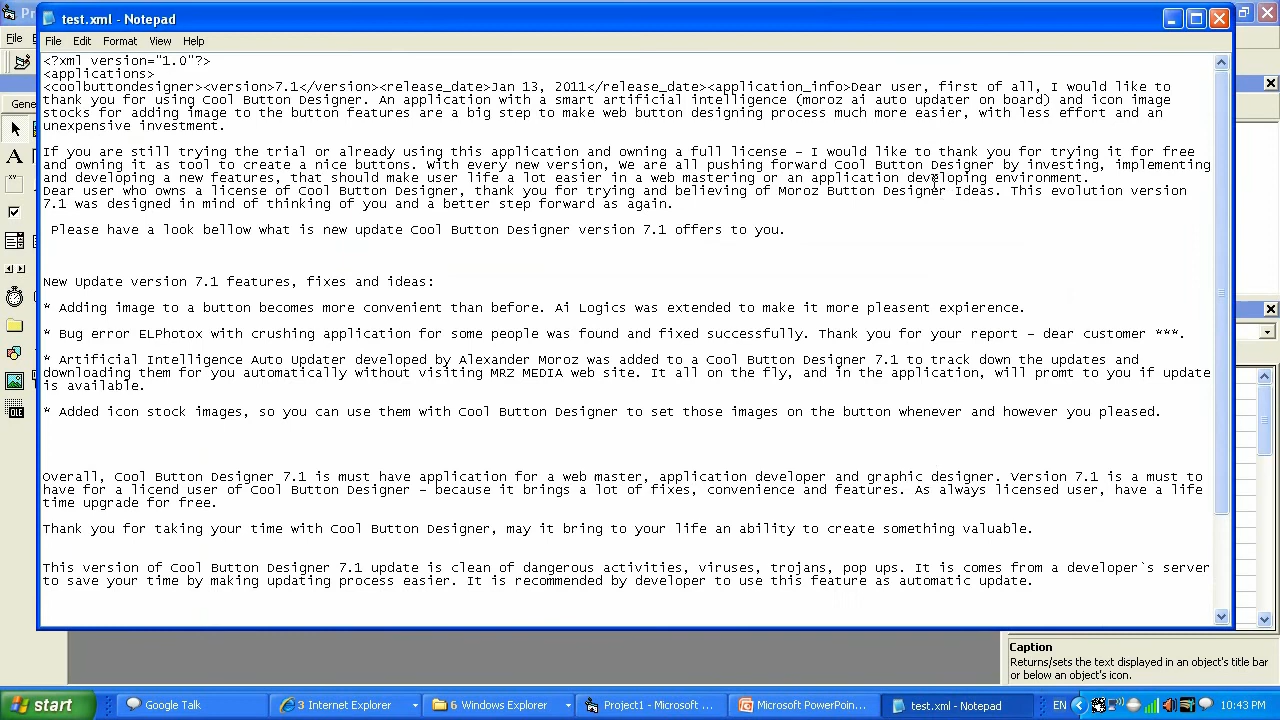 test.xml - Notepad
File Edit Format View Help
<?xml version="1.0"?>
<applications>
<coolbuttondesigner><version>7.1</version><release_date>Jan 13, 2011</release_date><application_info>Dear user, first of all, I would like to
thank you for using Cool Button Designer. An application with a smart artificial intelligence (moroz ai auto updater on board) and icon image
stocks for adding image to the button features are a big step to make web button designing process much more easier, with less effort and an
unexpensive investment.
If you are still trying the trial or already using this application and owning a full license - I would like to thank you for trying it for free
and owning it as tool to create a nice buttons. With every new version, We are all pushing forward Cool Button Designer by investing, implementing
and developing a new features, that should make user life a lot easier in a web mastering or an application developing environment.
Dear user who owns a license of Cool Button Designer, thank you for trying and believing of Moroz Button Designer Ideas. This evolution version
7.1 was designed in mind of thinking of you and a better step forward as again.
Please have a look bellow what is new update Cool Button Designer version 7.1 offers to you.
New Update version 7.1 features, fixes and ideas:
* Adding image to a button becomes more convenient than before. Ai Logics was extended to make it more pleasent expierence.
* Bug error ELPhotox with crushing application for some people was found and fixed successfully. Thank you for your report - dear customer ***.
* Artificial Intelligence Auto Updater developed by Alexander Moroz was added to a Cool Button Designer 7.1 to track down the updates and
downloading them for you automatically without visiting MRZ MEDIA web site. It all on the fly, and in the application, will promt to you if update
is available.
* Added icon stock images, so you can use them with Cool Button Designer to set those images on the button whenever and however you pleased.
Overall, Cool Button Designer 7.1 is must have application for a web master, application developer and graphic designer. Version 7.1 is a must to
have for a licend user of Cool Button Designer - because it brings a lot of fixes, convenience and features. As always licensed user, have a life
time upgrade for free.
Thank you for taking your time with Cool Button Designer, may it bring to your life an ability to create something valuable.
This version of Cool Button Designer 7.1 update is clean of dangerous activities, viruses, trojans, pop ups. It is comes from a developer`s server
to save your time by making updating process easier. It is recommended by developer to use this feature as automatic update.
Caption
Returns/sets the text displayed in an object's title bar
or below an object's icon.
start
Google Talk
3 Internet Explorer
6 Windows Explorer
Project1 - Microsoft ...
Microsoft PowerPoin...
test.xml - Notepad
EN
10:43 PM
File
Gene